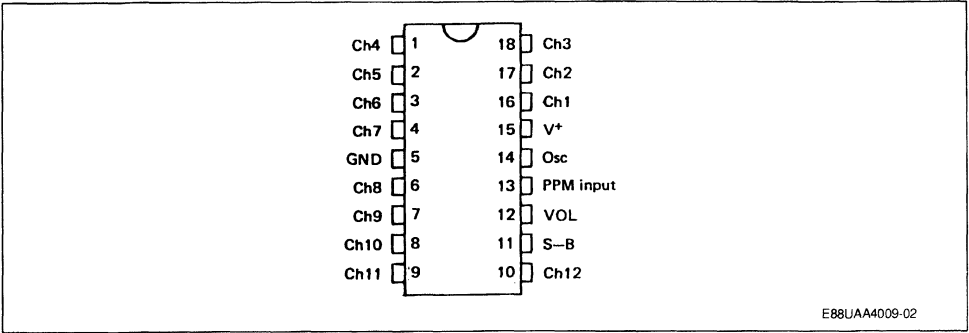 Ch4 1 18 Ch3
Ch5 2 17 Ch2
Ch6 3 16 Ch1
Ch7 4 15 V+
GND 5 14 Osc
Ch8 6 13 PPM input
Ch9 7 12 VOL
Ch10 8 11 S–B
Ch11 9 10 Ch12
E88UAA4009-02